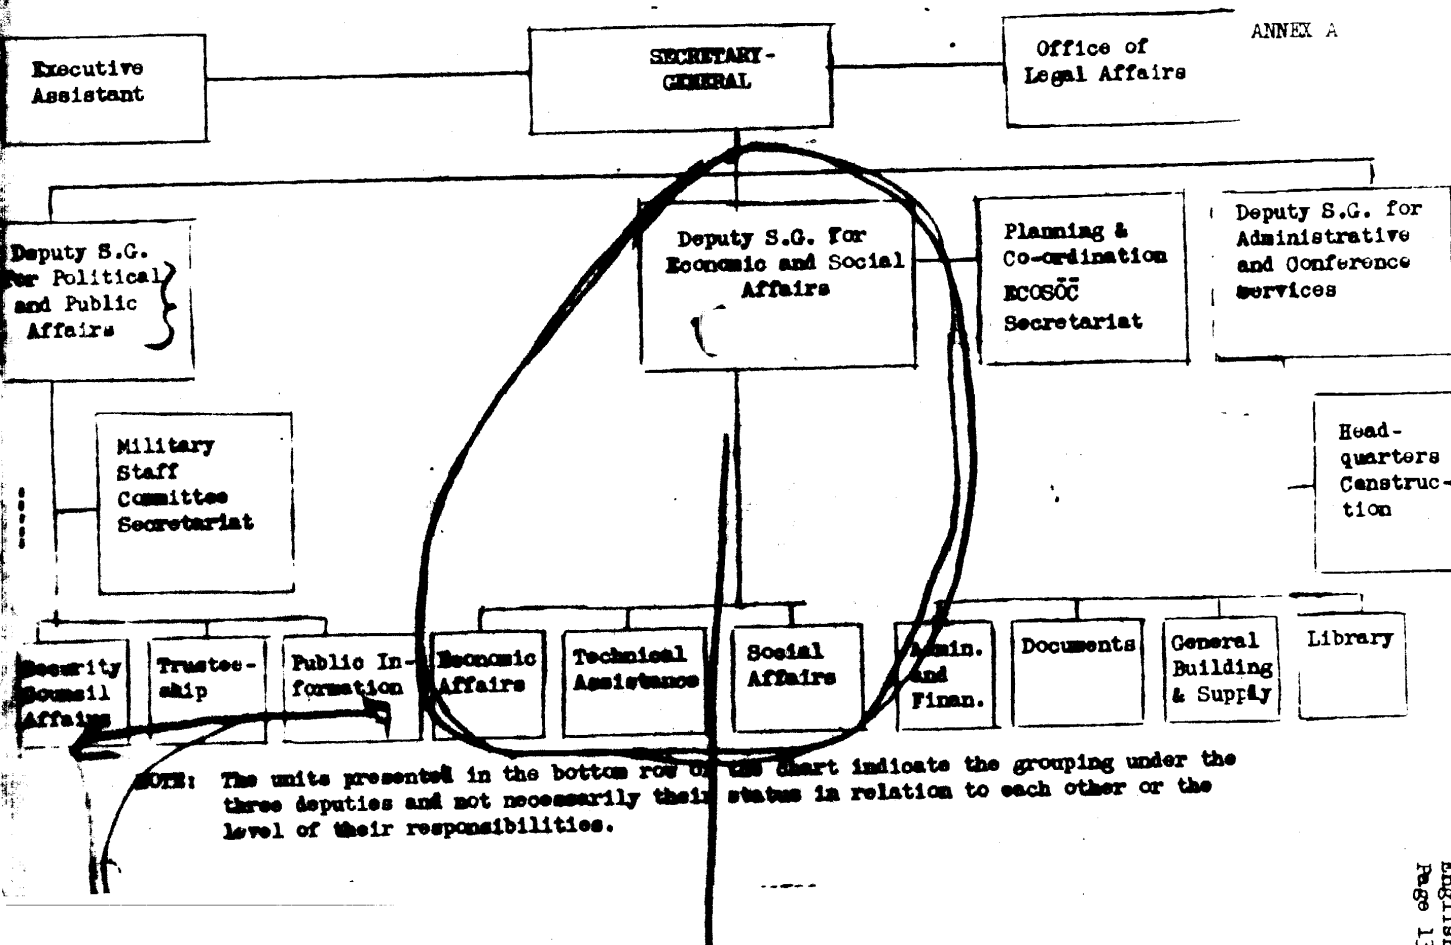 ANNEX A
Executive
Assistant
SECRETARY-
GENERAL
Office of
Legal Affairs
Deputy S.G.
for Political
and Public
Affairs
Deputy S.G. for
Economic and Social
Affairs
Planning &
Co-ordination
ECOSOC
Secretariat
Deputy S.G. for
Administrative
and Conference
services
Military
Staff
Committee
Secretariat
Head-
quarters
Construc-
tion
Security
Council
Affairs
Trustee-
ship
Public In-
formation
Economic
Affairs
Technical
Assistance
Social
Affairs
Admin.
and
Finan.
Documents
General
Building
& Supply
Library
NOTE: The units presented in the bottom row of the chart indicate the grouping under the
three deputies and not necessarily their status in relation to each other or the
level of their responsibilities.
Page 13